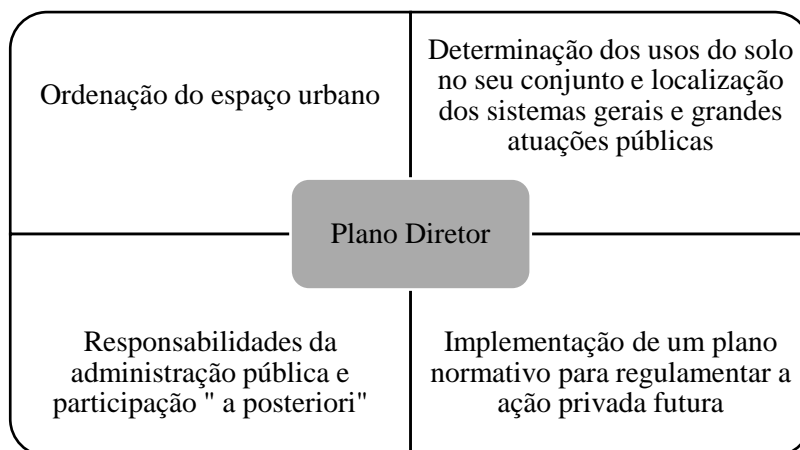 Ordenação do espaço urbano
Determinação dos usos do solo
no seu conjunto e localização
dos sistemas gerais e grandes
atuações públicas
Plano Diretor
Responsabilidades da
administração pública e
participação " a posteriori"
Implementação de um plano
normativo para regulamentar a
ação privada futura